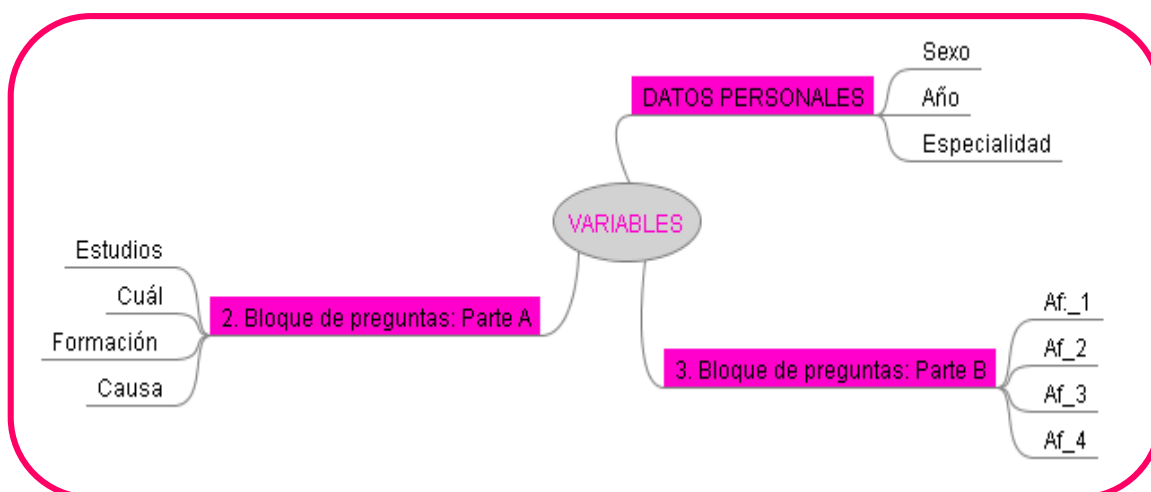 Sexo
DATOS PERSONALES
Año
Especialidad
VARIABLES
Estudios
Cuál
2. Bloque de preguntas: Parte A
Formación
Causa
Af:_1
Af_2
3. Bloque de preguntas: Parte B
Af_3
Af_4